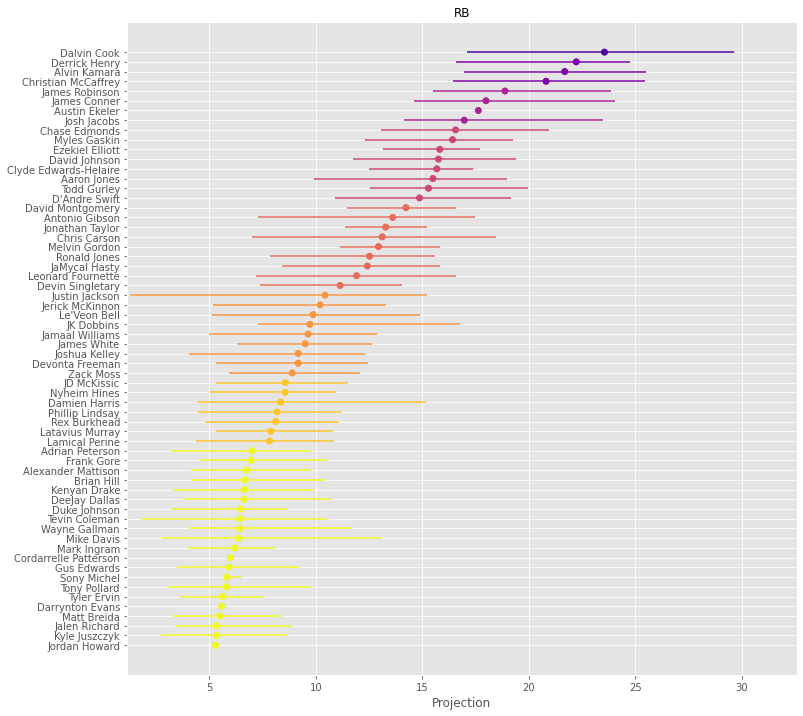 RB
Dalvin Cook
Derrick Henry
Alvin Kamara
Christian McCaffrey
James Robinson
James Conner
Austin Ekeler
Josh Jacobs
Chase Edmonds
Myles Gaskin
Ezekiel Elliott
David Johnson
Clyde Edwards-Helaire
Aaron Jones
Todd Gurley
D'Andre Swift
David Montgomery
Antonio Gibson
Jonathan Taylor
Chris Carson
Melvin Gordon
Ronald Jones
JaMycal Hasty
Leonard Fournette
Devin Singletary
Justin Jackson
Jerick McKinnon
Le'Veon Bell
JK Dobbins
Jamaal Williams
James White
Joshua Kelley
Devonta Freeman
Zack Moss
JD McKissic
Nyheim Hines
Damien Harris
Phillip Lindsay
Rex Burkhead
Latavius Murray
Lamical Perine
Adrian Peterson
Frank Gore
Alexander Mattison
Brian Hill
Kenyan Drake
DeeJay Dallas
Duke Johnson
Tevin Coleman
Wayne Gallman
Mike Davis
Mark Ingram
Cordarrelle Patterson
Gus Edwards
Sony Michel
Tony Pollard
Tyler Ervin
Darrynton Evans
Matt Breida
Jalen Richard
Kyle Juszczyk
Jordan Howard
5 10 15 20 25 30
Projection